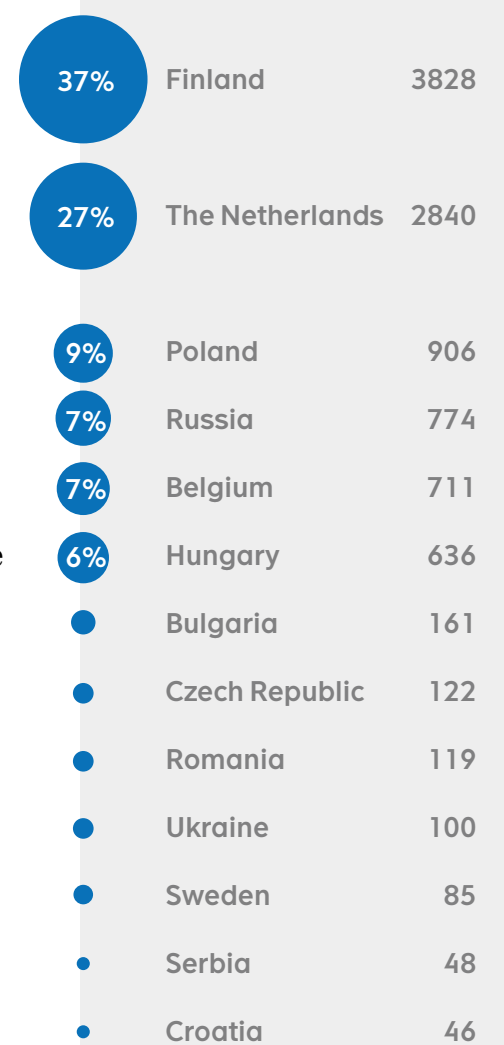 37% Finland 3828
27% The Netherlands 2840
9% Poland 906
7% Russia 774
7% Belgium 711
6% Hungary 636
Bulgaria 161
Czech Republic 122
Romania 119
Ukraine 100
Sweden 85
Serbia 48
Croatia 46